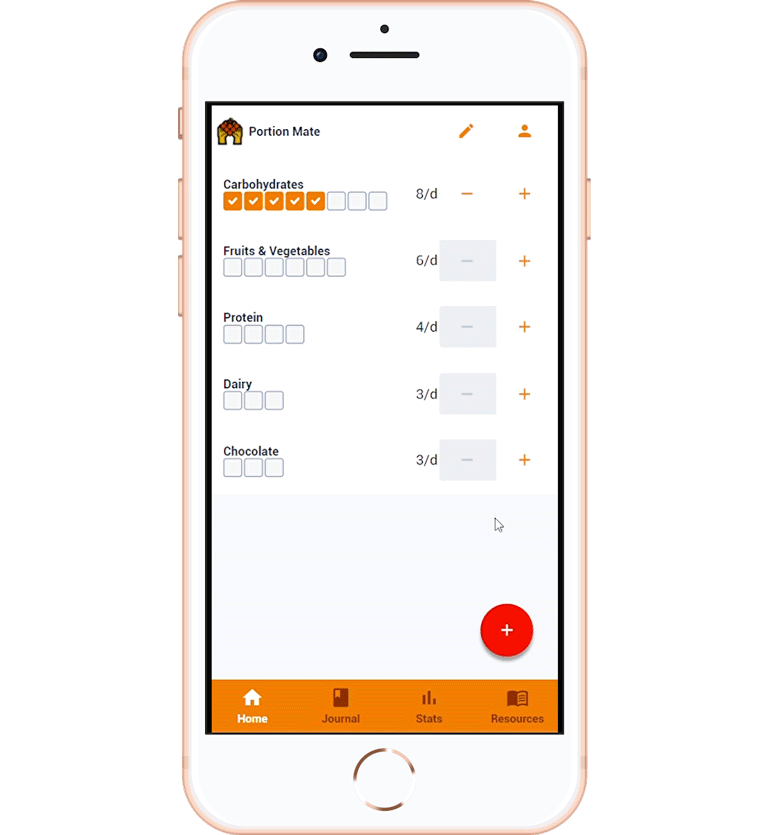 Portion Mate
Carbohydrates
8/d
Fruits & Vegetables
6/d
Protein
4/d
Dairy
3/d
Chocolate
3/d
Home Journal Stats Resources